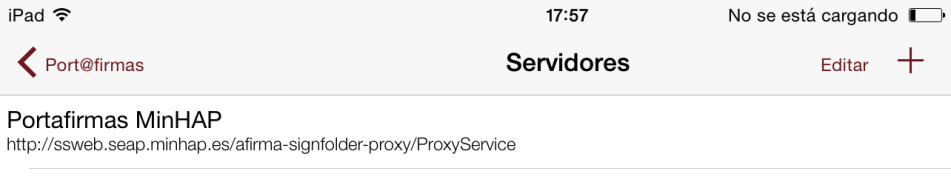 iPad 17:57 No se está cargando
Port@firmas Servidores Editar +
Portafirmas MinHAP
http://ssweb.seap.minhap.es/afirma-signfolder-proxy/ProxyService